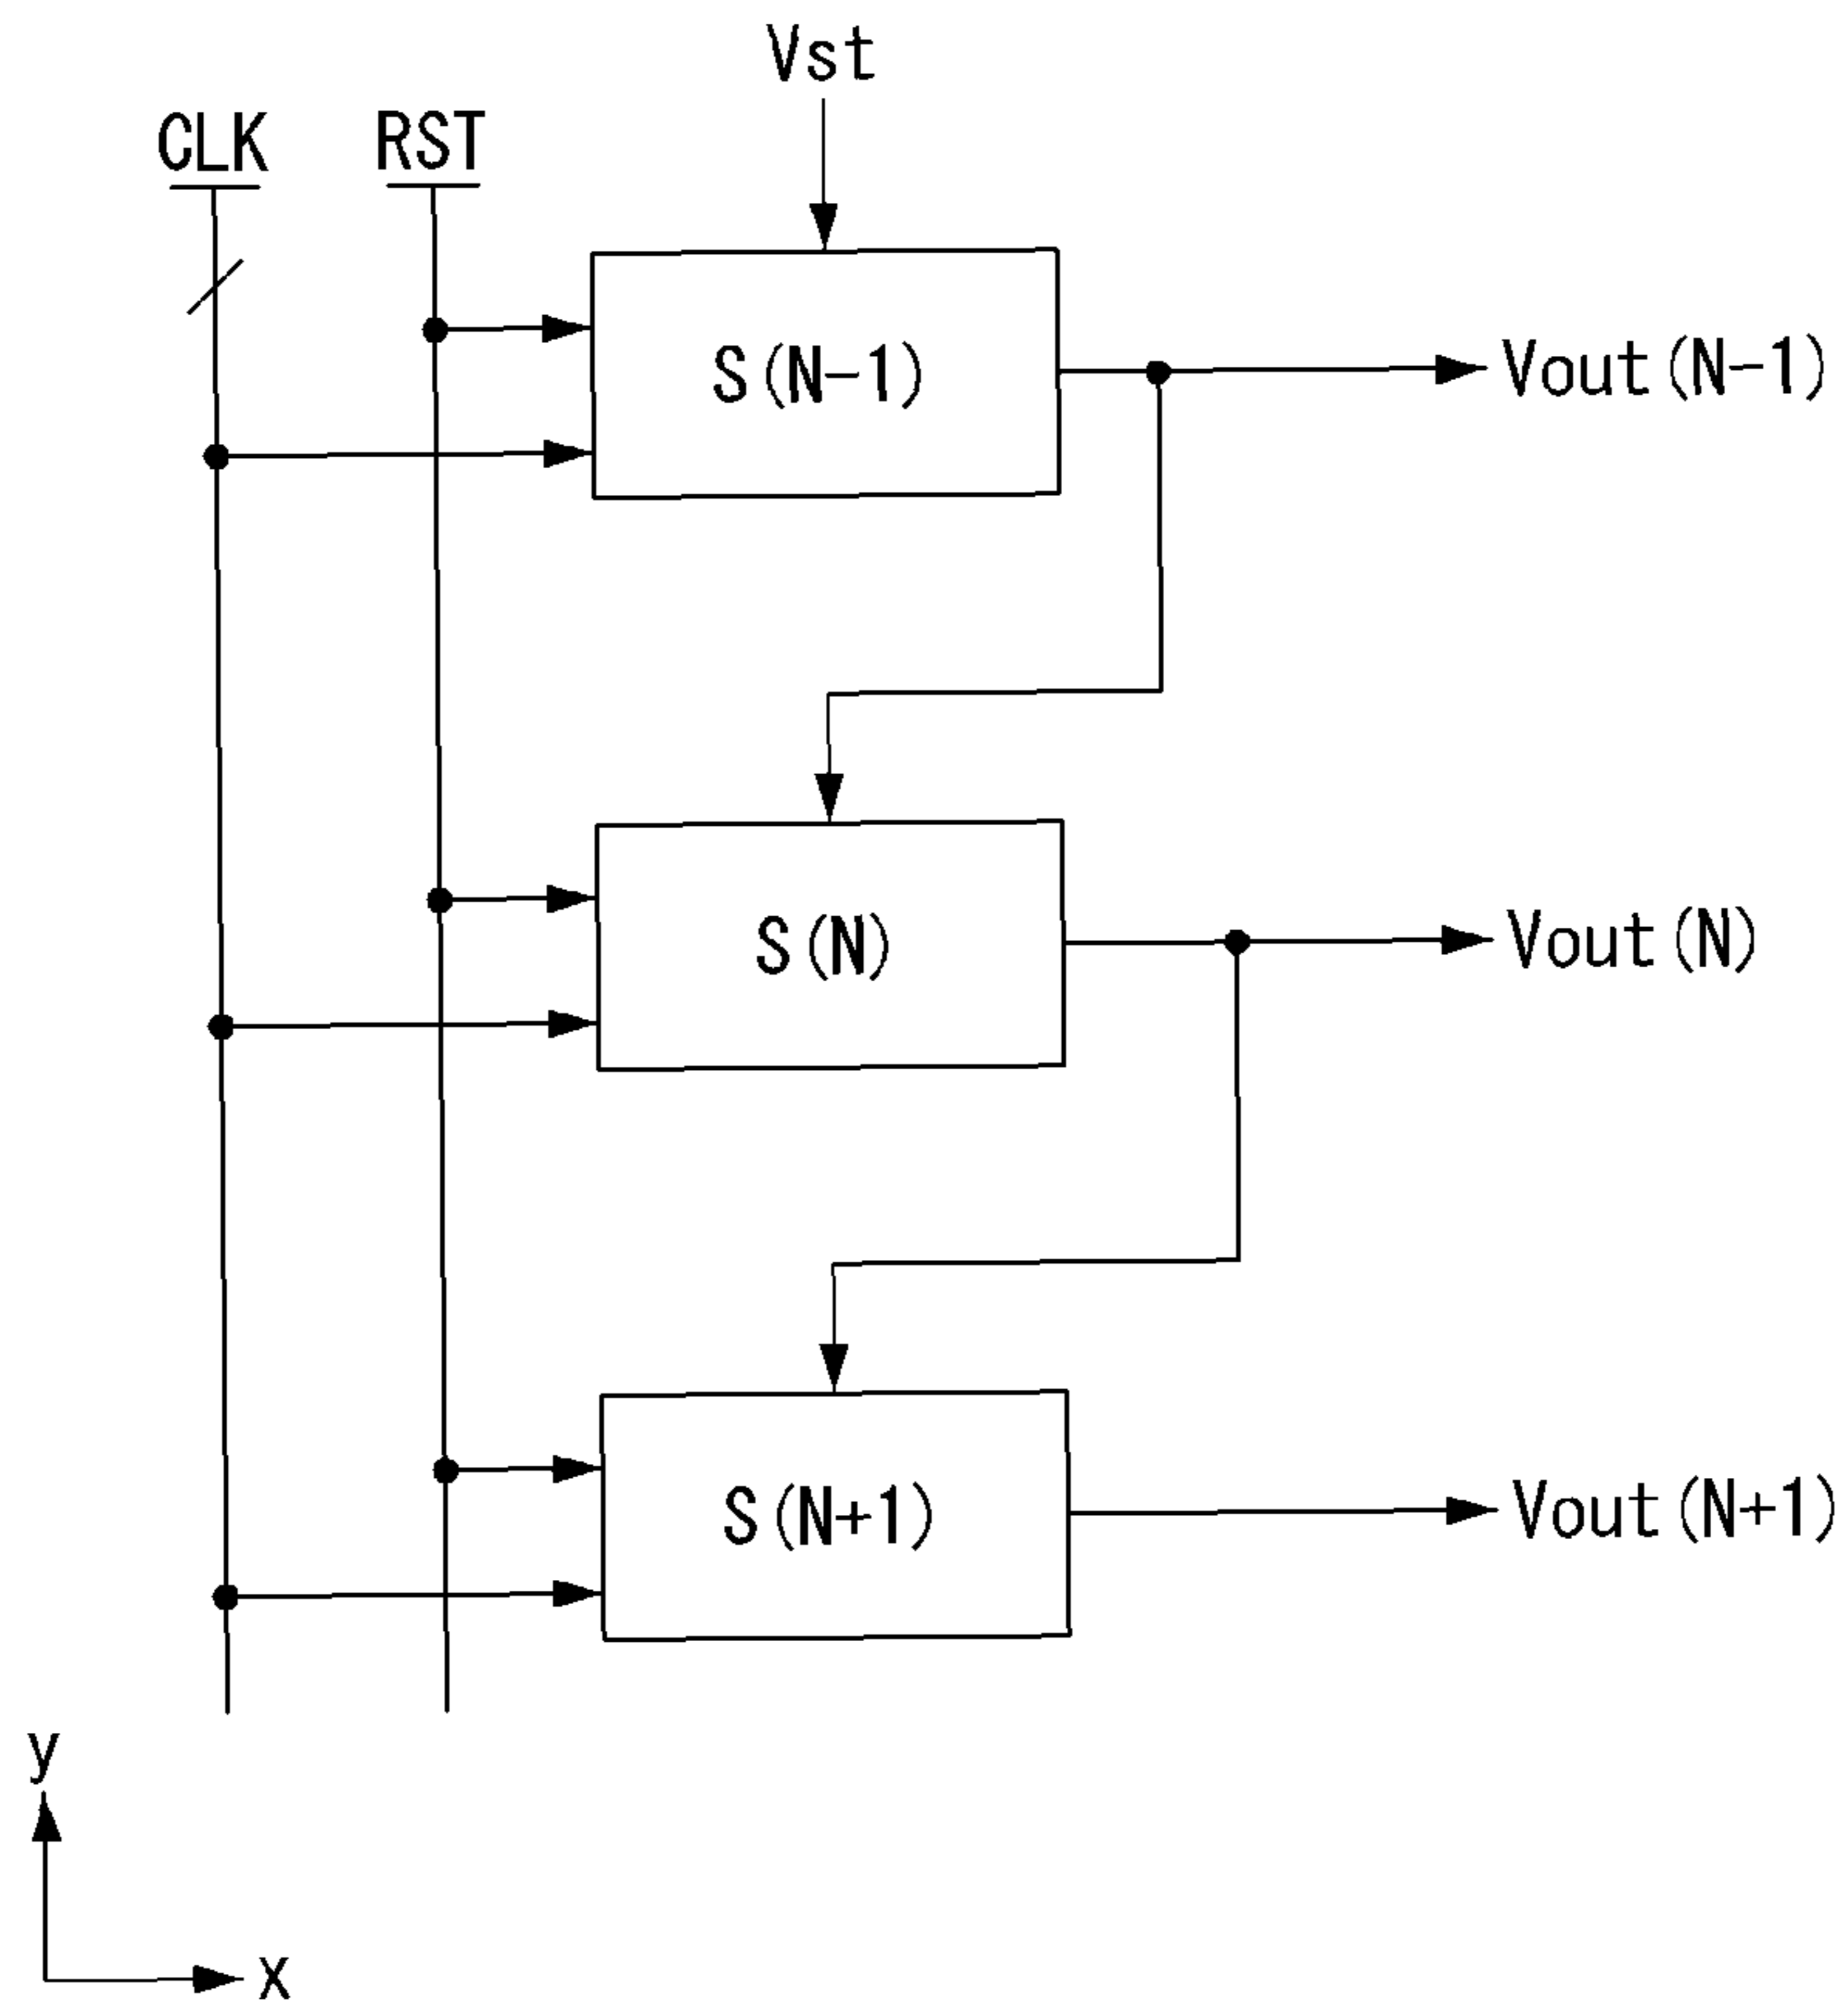 Vst
CLK
RST
S(N-1)
Vout(N-1)
S(N)
Vout(N)
S(N+1)
Vout(N+1)
y
x